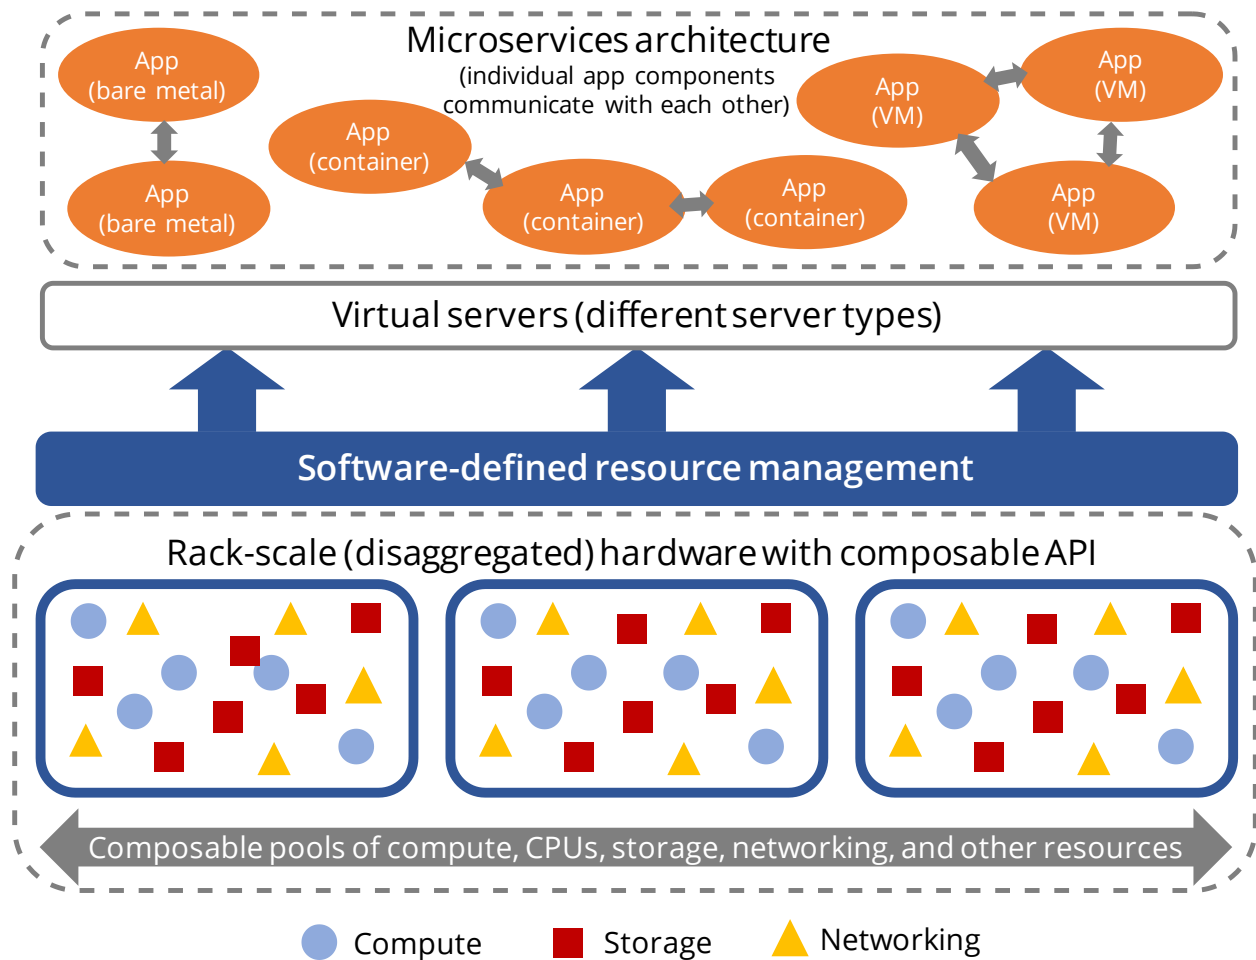 Microservices architecture
(individual app components
communicate with each other)
App
(bare metal)
App
(bare metal)
App
(container)
App
(container)
App
(container)
App
(VM)
App
(VM)
App
(VM)
Virtual servers (different server types)
Software-defined resource management
Rack-scale (disaggregated) hardware with composable API
Composable pools of compute, CPUs, storage, networking, and other resources
Compute
Storage
Networking